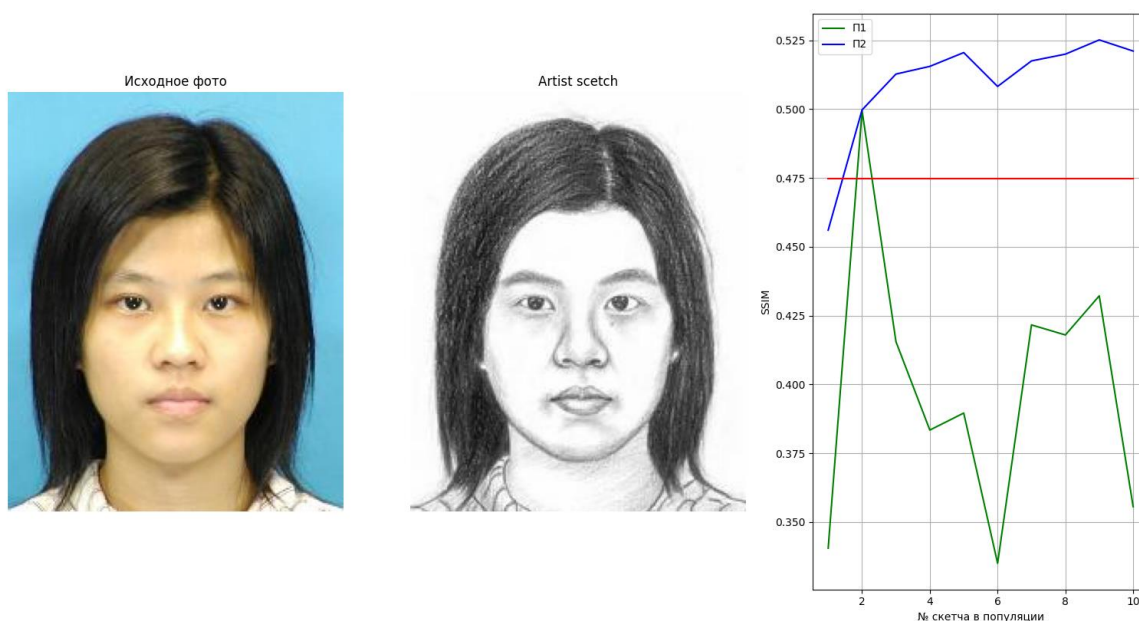 Исходное фото
Artist scetch
П1
П2
0.525
0.500
0.475
0.450
0.425
0.400
0.375
0.350
SSIM
2 4 6 8 10
№ скетча в популяции